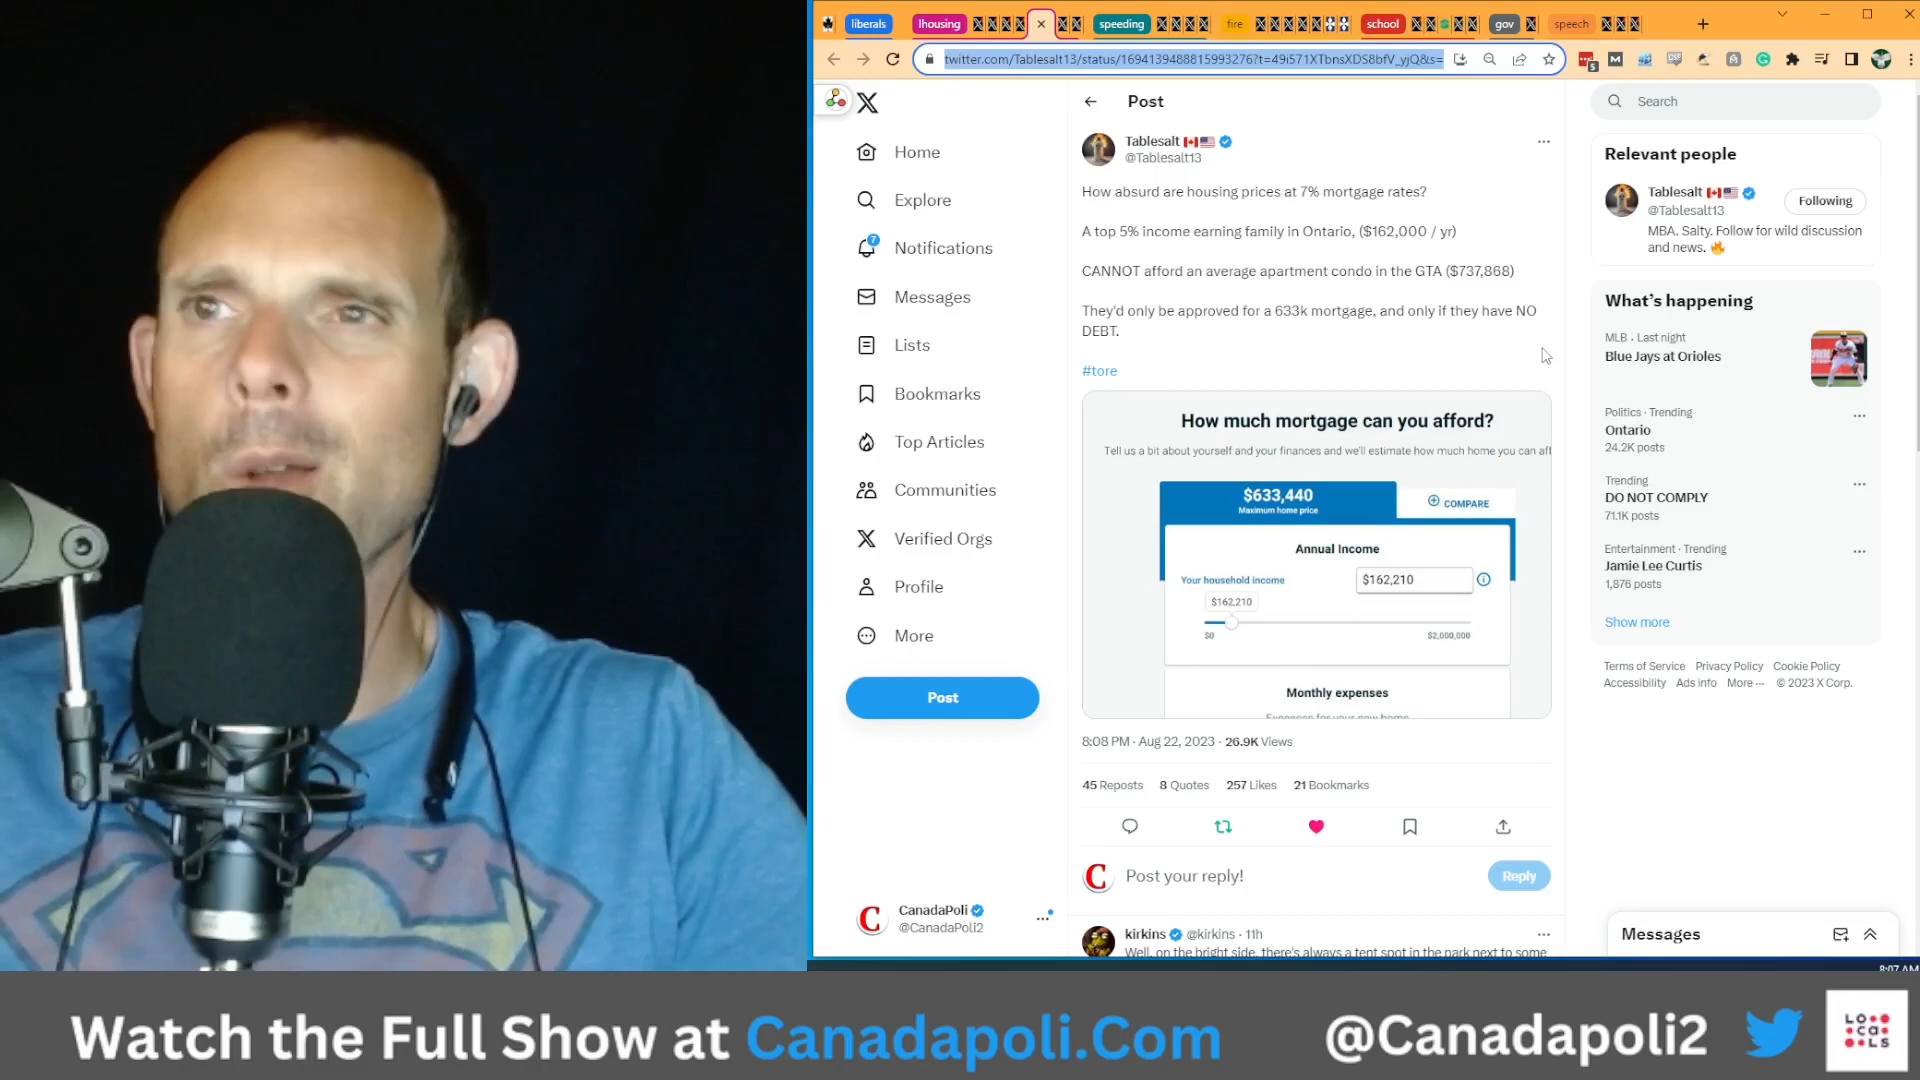 liberals
lhousing
speeding
fire
school
gov
speech
twitter.com/Tablesalt13/status/1694139488815993276?t=49i571XTbnsXDS8bfV_yjQ&s=
5
Post
Search
Home
Explore
7
Notifications
Messages
Lists
Bookmarks
Top Articles
Communities
Verified Orgs
Profile
More
Post
CanadaPoli
@CanadaPoli2
Tablesalt
@Tablesalt13
How absurd are housing prices at 7% mortgage rates?
A top 5% income earning family in Ontario, ($162,000 / yr)
CANNOT afford an average apartment condo in the GTA ($737,868)
They'd only be approved for a 633k mortgage, and only if they have NO
DEBT.
#tore
How much mortgage can you afford?
Tell us a bit about yourself and your finances and we'll estimate how much home you can aff
$633,440
Maximum home price
COMPARE
Annual Income
Your household income
$162,210
$162,210
$0
$2,000,000
Monthly expenses
Expenses for your new home
8:08 PM · Aug 22, 2023 · 26.9K Views
45 Reposts 8 Quotes 257 Likes 21 Bookmarks
Post your reply!
Reply
kirkins @kirkins · 11h
Well, on the bright side, there's always a tent spot in the park next to some
Relevant people
Tablesalt
@Tablesalt13
Following
MBA. Salty. Follow for wild discussion
and news.
What's happening
MLB · Last night
Blue Jays at Orioles
Politics · Trending
Ontario
24.2K posts
Trending
DO NOT COMPLY
71.1K posts
Entertainment · Trending
Jamie Lee Curtis
1,876 posts
Show more
Terms of Service Privacy Policy Cookie Policy
Accessibility Ads info More ··· © 2023 X Corp.
Messages
8:07 AM
Watch the Full Show at Canadapoli.Com
@Canadapoli2
LOCALS